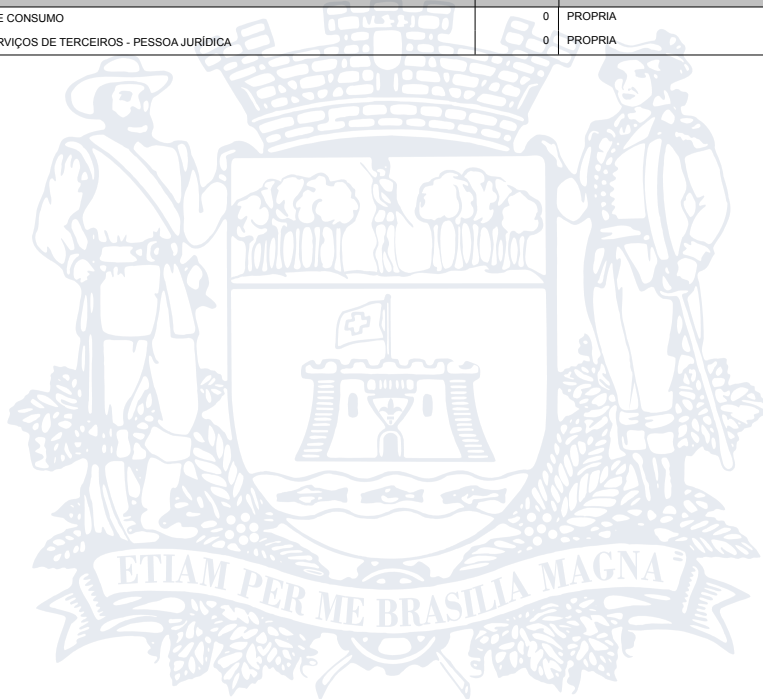 E CONSUMO 0 PROPRIA
RVIÇOS DE TERCEIROS - PESSOA JURÍDICA 0 PROPRIA
ETIAM PER ME BRASILIA MAGNA